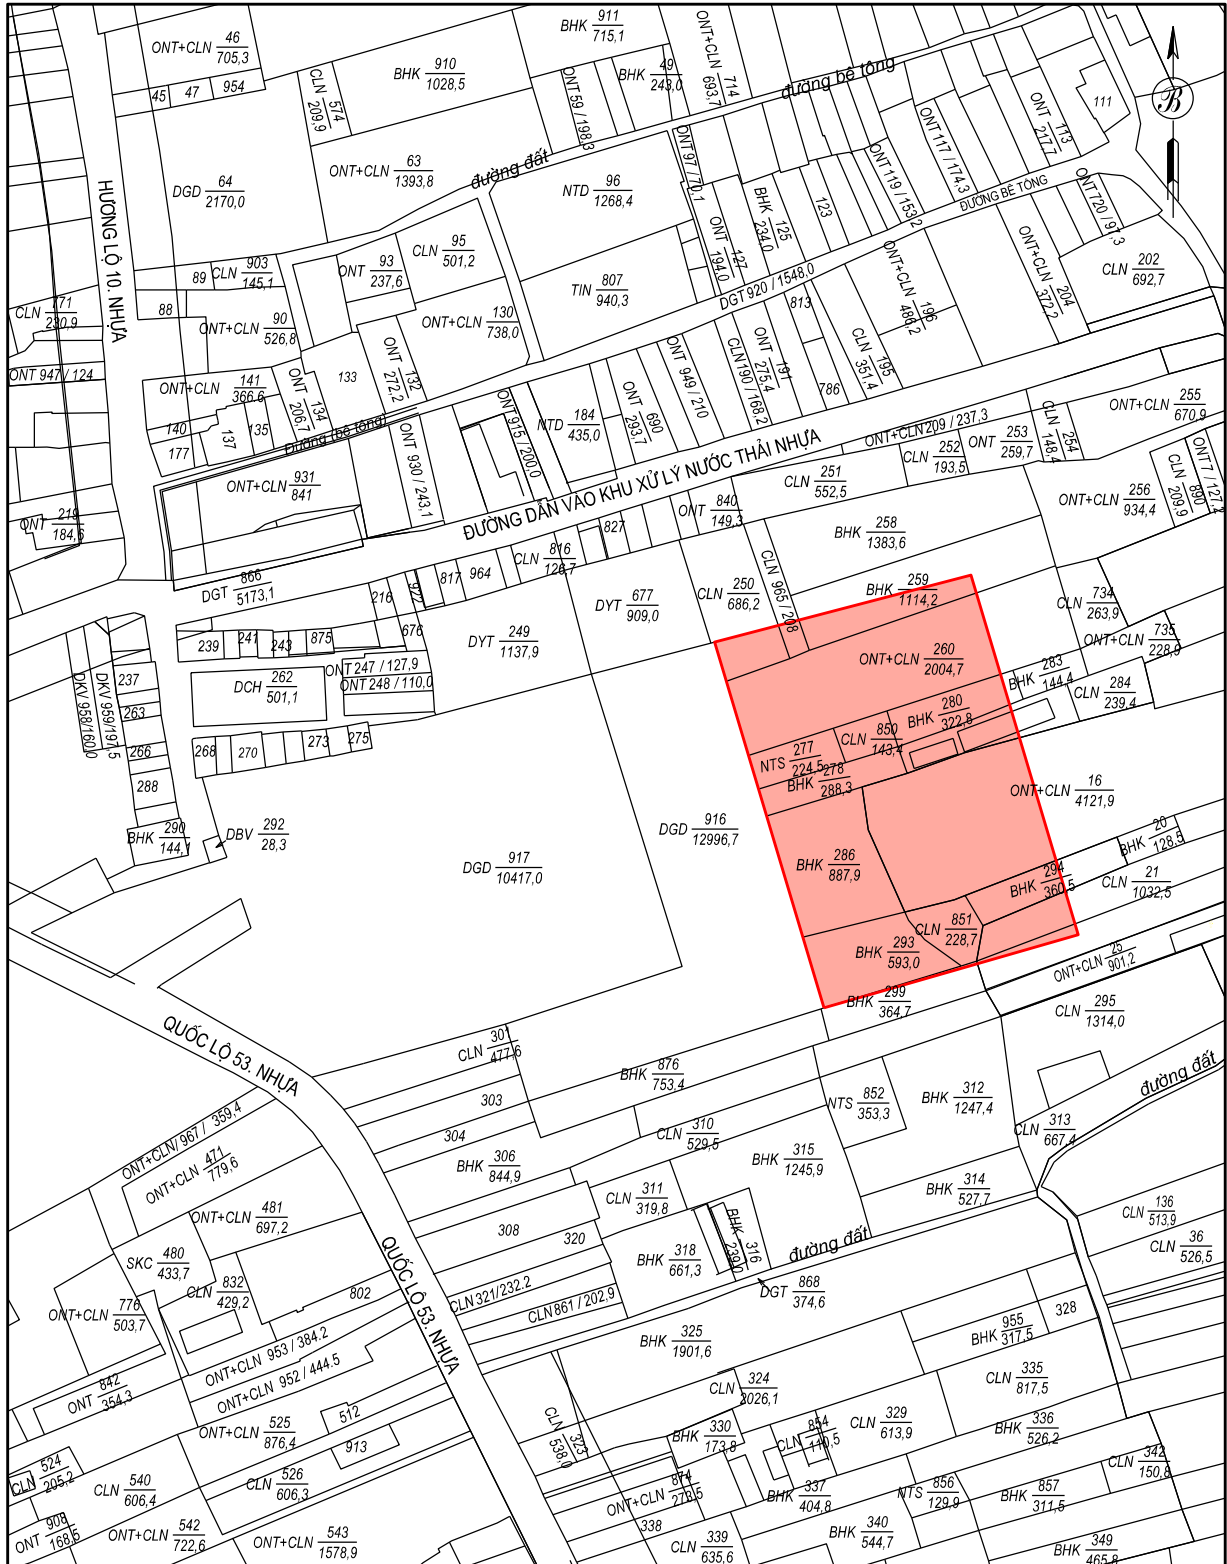 BHK 911
715,1
ONT+CLN 46
705,3
BHK 910
1028,5
CLN 574
209,9
ONT 59 / 198,3
BHK 49
243,0
ONT+CLN 714
693,7
đường bê tông
45
47
954
111
ONT 113
217,7
B
DGD 64
2170,0
ONT+CLN 63
1393,8
đường đất
NTD 96
1268,4
ONT 97 / 70,1
BHK 125
234,0
123
ONT 119 / 153,2
ONT 117 / 174,3
ĐƯỜNG BÊ TÔNG
ONT 720 / 97,3
HƯƠNG LỘ 10. NHỰA
ONT 127
194,0
ONT+CLN 204
372,2
CLN 202
692,7
89
CLN 903
145,1
ONT 93
237,6
CLN 95
501,2
TIN 807
940,3
DGT 920 / 1548,0
ONT+CLN 196
486,2
CLN 771
230,9
88
ONT+CLN 90
526,8
ONT+CLN 130
738,0
813
ONT 947 / 124
ONT+CLN 141
366,6
ONT 134
206,7
133
ONT 132
272,2
ONT 690
293,7
ONT 949 / 210
CLN 190 / 168,2
ONT 191
275,4
786
CLN 195
351,4
140
137
135
177
Đường (bê tông)
ONT 930 / 243,1
ONT 915 / 200,0
NTD 184
435,0
ONT+CLN 209 / 237,3
CLN 254
148,4
ONT+CLN 255
670,9
ONT+CLN 931
841
ĐƯỜNG DẪN VÀO KHU XỬ LÝ NƯỚC THẢI NHỰA
CLN 251
552,5
CLN 252
193,5
ONT 253
259,7
ONT 219
184,6
ONT 840
149,3
827
BHK 258
1383,6
ONT+CLN 256
934,4
CLN 890
209,9
ONT 7 / 127,2
DGT 866
5173,1
216
922
817
964
CLN 816
126,7
DYT 677
909,0
CLN 250
686,2
CLN 965 / 208
BHK 259
1114,2
CLN 734
263,9
239
241
243
875
676
DYT 249
1137,9
ONT+CLN 260
2004,7
ONT+CLN 735
228,9
DKV 958/160,0
DKV 959/197,5
237
263
266
288
DCH 262
501,1
ONT 247 / 127,9
ONT 248 / 110,0
BHK 283
144,4
CLN 284
239,4
268
270
273
275
NTS 277
224,5
CLN 850
143,4
BHK 280
322,8
BHK 278
288,3
BHK 290
144,1
DBV 292
28,3
DGD 917
10417,0
DGD 916
12996,7
BHK 286
887,9
ONT+CLN 16
4121,9
BHK 20
128,5
BHK 294
360,5
CLN 21
1032,5
CLN 851
228,7
BHK 293
593,0
ONT+CLN 25
901,2
BHK 299
364,7
CLN 295
1314,0
QUỐC LỘ 53. NHỰA
CLN 301
477,6
BHK 876
753,4
NTS 852
353,3
BHK 312
1247,4
đường đất
303
304
BHK 306
844,9
CLN 310
529,5
BHK 315
1245,9
CLN 313
667,4
ONT+CLN/ 967 / 359,4
ONT+CLN 471
779,6
ONT+CLN 481
697,2
CLN 311
319,8
BHK 314
527,7
CLN 136
513,9
CLN 36
526,5
SKC 480
433,7
CLN 832
429,2
308
320
BHK 318
661,3
BHK 316
239,0
đường đất
DGT 868
374,6
QUỐC LỘ 53. NHỰA
ONT+CLN 776
503,7
802
CLN 321/232.2
CLN 861 / 202,9
BHK 325
1901,6
BHK 955
317,5
328
ONT+CLN 953 / 384.2
ONT+CLN 952 / 444.5
ONT 842
354,3
CLN 324
2026,1
CLN 335
817,5
ONT+CLN 525
876,4
512
913
CLN 323
538,0
BHK 330
173,8
CLN 854
110,5
CLN 329
613,9
BHK 336
526,2
CLN 524
205,2
CLN 540
606,4
CLN 526
606,3
ONT+CLN 874
273,5
BHK 337
404,8
NTS 856
129,9
BHK 857
311,5
CLN 342
150,8
ONT 908
168,5
ONT+CLN 542
722,6
ONT+CLN 543
1578,9
338
CLN 339
635,6
BHK 340
544,7
BHK 349
465,8